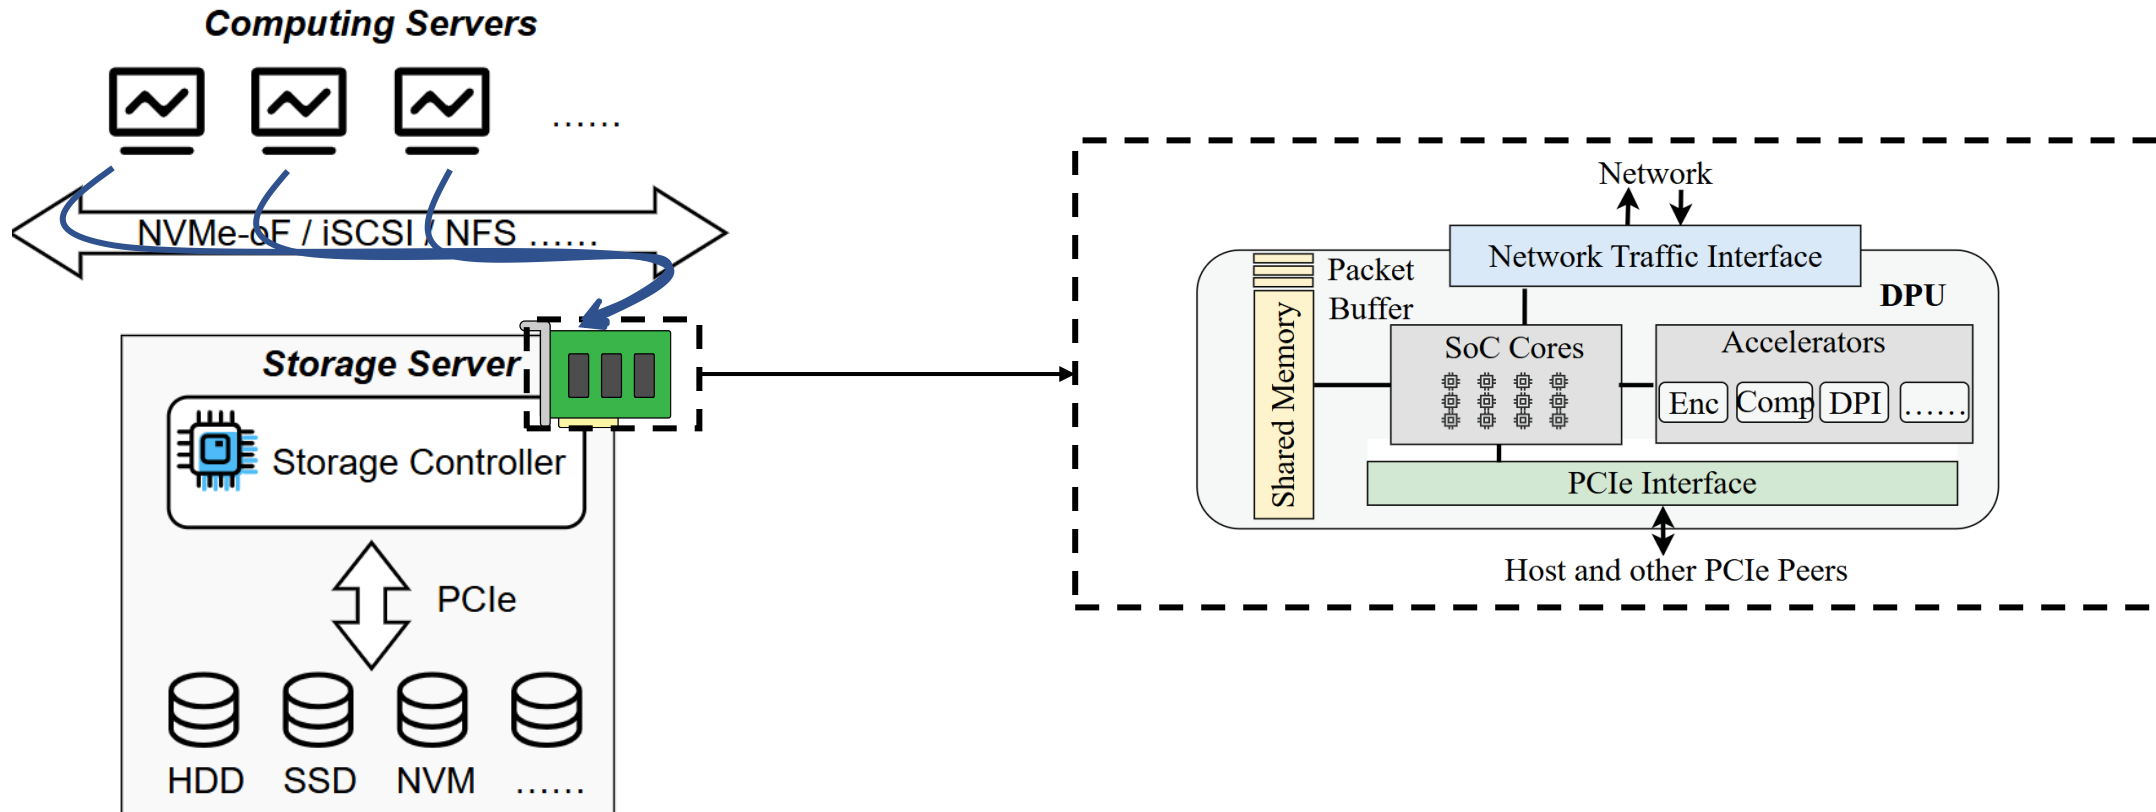 Computing Servers
……
NVMe-oF / iSCSI / NFS ……
Storage Server
Storage Controller
PCIe
HDD
SSD
NVM
……
Network
Network Traffic Interface
Packet
Buffer
DPU
Shared Memory
SoC Cores
Accelerators
Enc
Comp
DPI
……
PCIe Interface
Host and other PCIe Peers